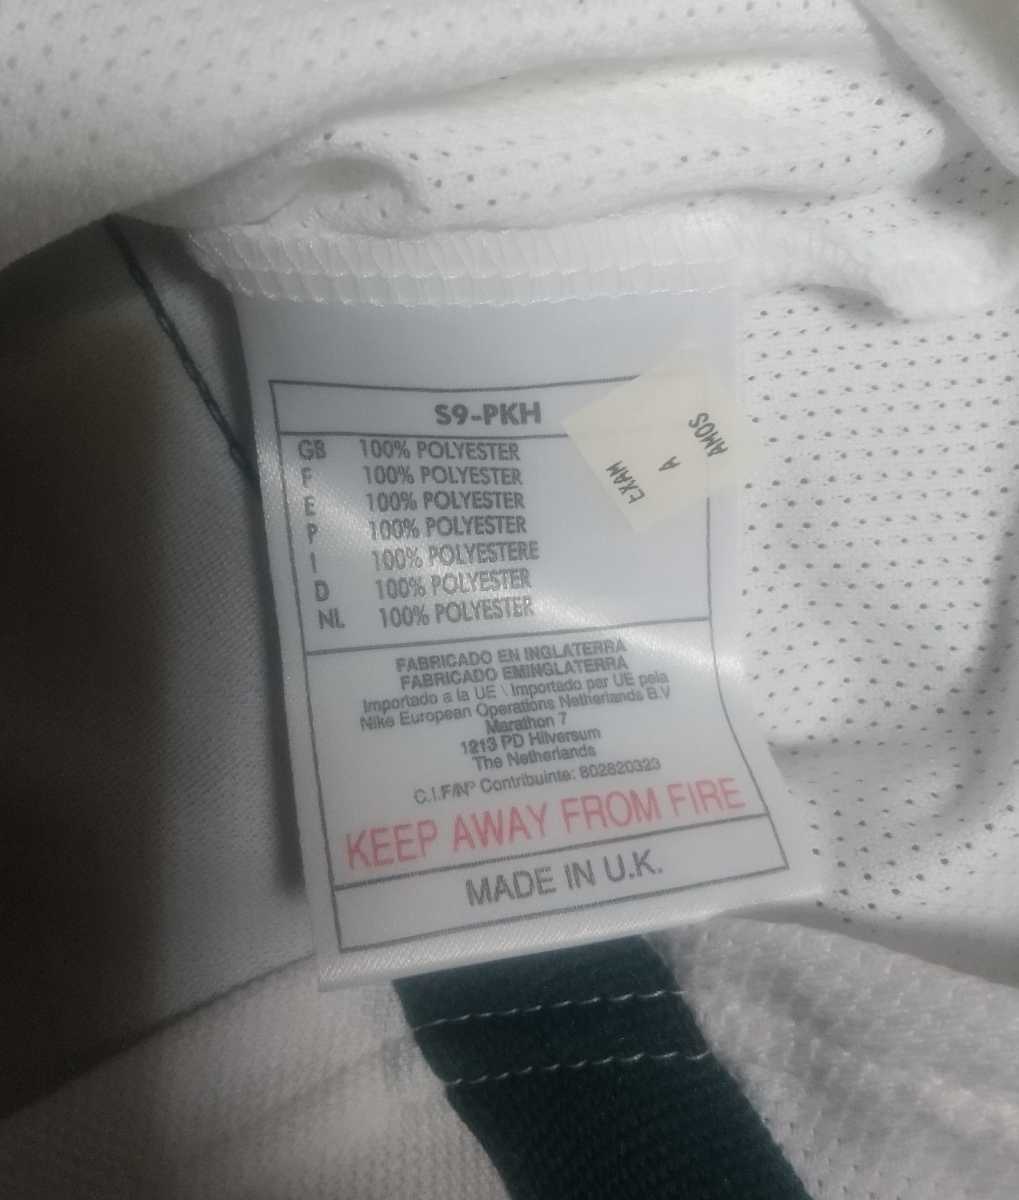 S9-PKH
GB 100% POLYESTER
F 100% POLYESTER
E 100% POLYESTER
P 100% POLYESTER
I 100% POLYESTERE
D 100% POLYESTER
NL 100% POLYESTER
EXAM
A
AMOS
FABRICADO EN INGLATERRA
FABRICADO EMINGLATERRA
Importado a la UE \ Importado par UE pela
Nike European Operations Netherlands B.V
Marathon 7
1213 PD Hilversum
The Netherlands
C.I.F/Nº Contribuinte: 802820323
KEEP AWAY FROM FIRE
MADE IN U.K.